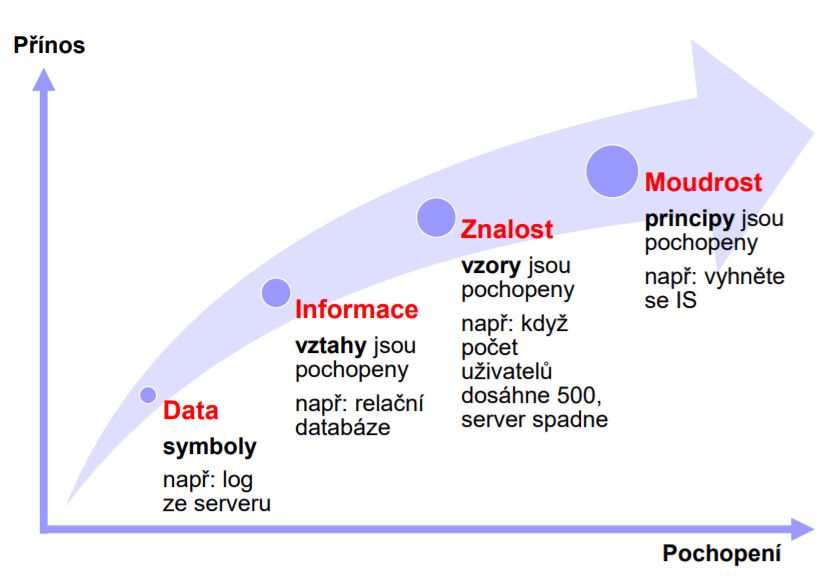 Přínos
Moudrost
principy jsou
pochopeny
např: vyhněte
se IS
Znalost
vzory jsou
pochopeny
např: když
počet
uživatelů
dosáhne 500,
server spadne
Informace
vztahy jsou
pochopeny
např: relační
databáze
Data
symboly
např: log
ze serveru
Pochopení